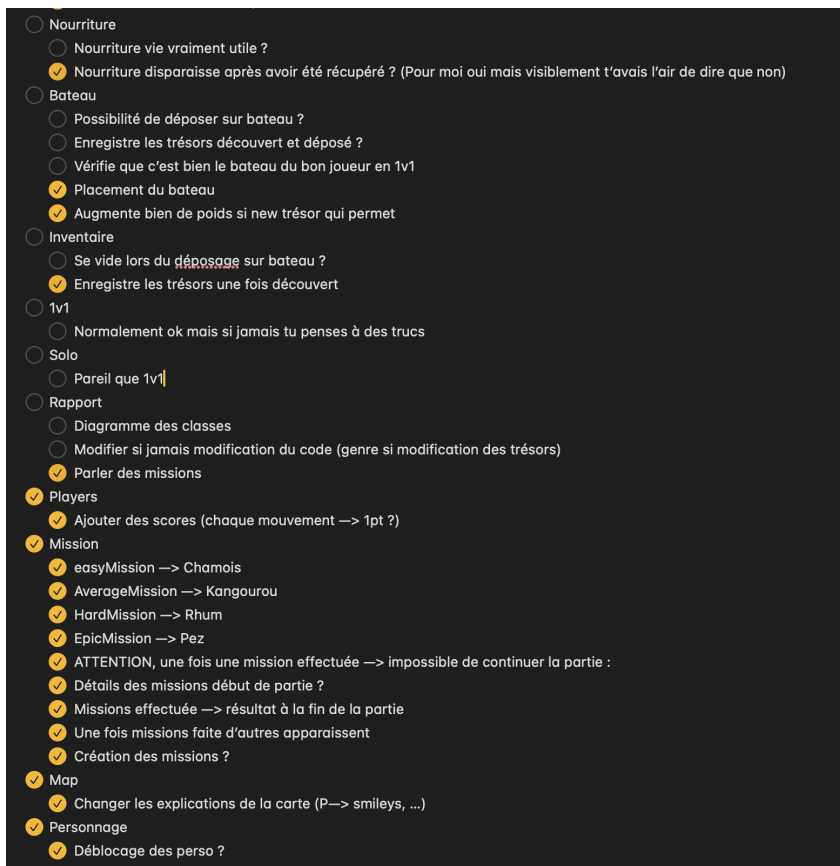 Nourriture
Nourriture vie vraiment utile ?
Nourriture disparaisse après avoir été récupéré ? (Pour moi oui mais visiblement t’avais l’air de dire que non)
Bateau
Possibilité de déposer sur bateau ?
Enregistre les trésors découvert et déposé ?
Vérifie que c’est bien le bateau du bon joueur en 1v1
Placement du bateau
Augmente bien de poids si new trésor qui permet
Inventaire
Se vide lors du déposage sur bateau ?
Enregistre les trésors une fois découvert
1v1
Normalement ok mais si jamais tu penses à des trucs
Solo
Pareil que 1v1
Rapport
Diagramme des classes
Modifier si jamais modification du code (genre si modification des trésors)
Parler des missions
Players
Ajouter des scores (chaque mouvement —> 1pt ?)
Mission
easyMission —> Chamois
AverageMission —> Kangourou
HardMission —> Rhum
EpicMission —> Pez
ATTENTION, une fois une mission effectuée —> impossible de continuer la partie :
Détails des missions début de partie ?
Missions effectuée —> résultat à la fin de la partie
Une fois missions faite d’autres apparaissent
Création des missions ?
Map
Changer les explications de la carte (P—> smileys, …)
Personnage
Déblocage des perso ?